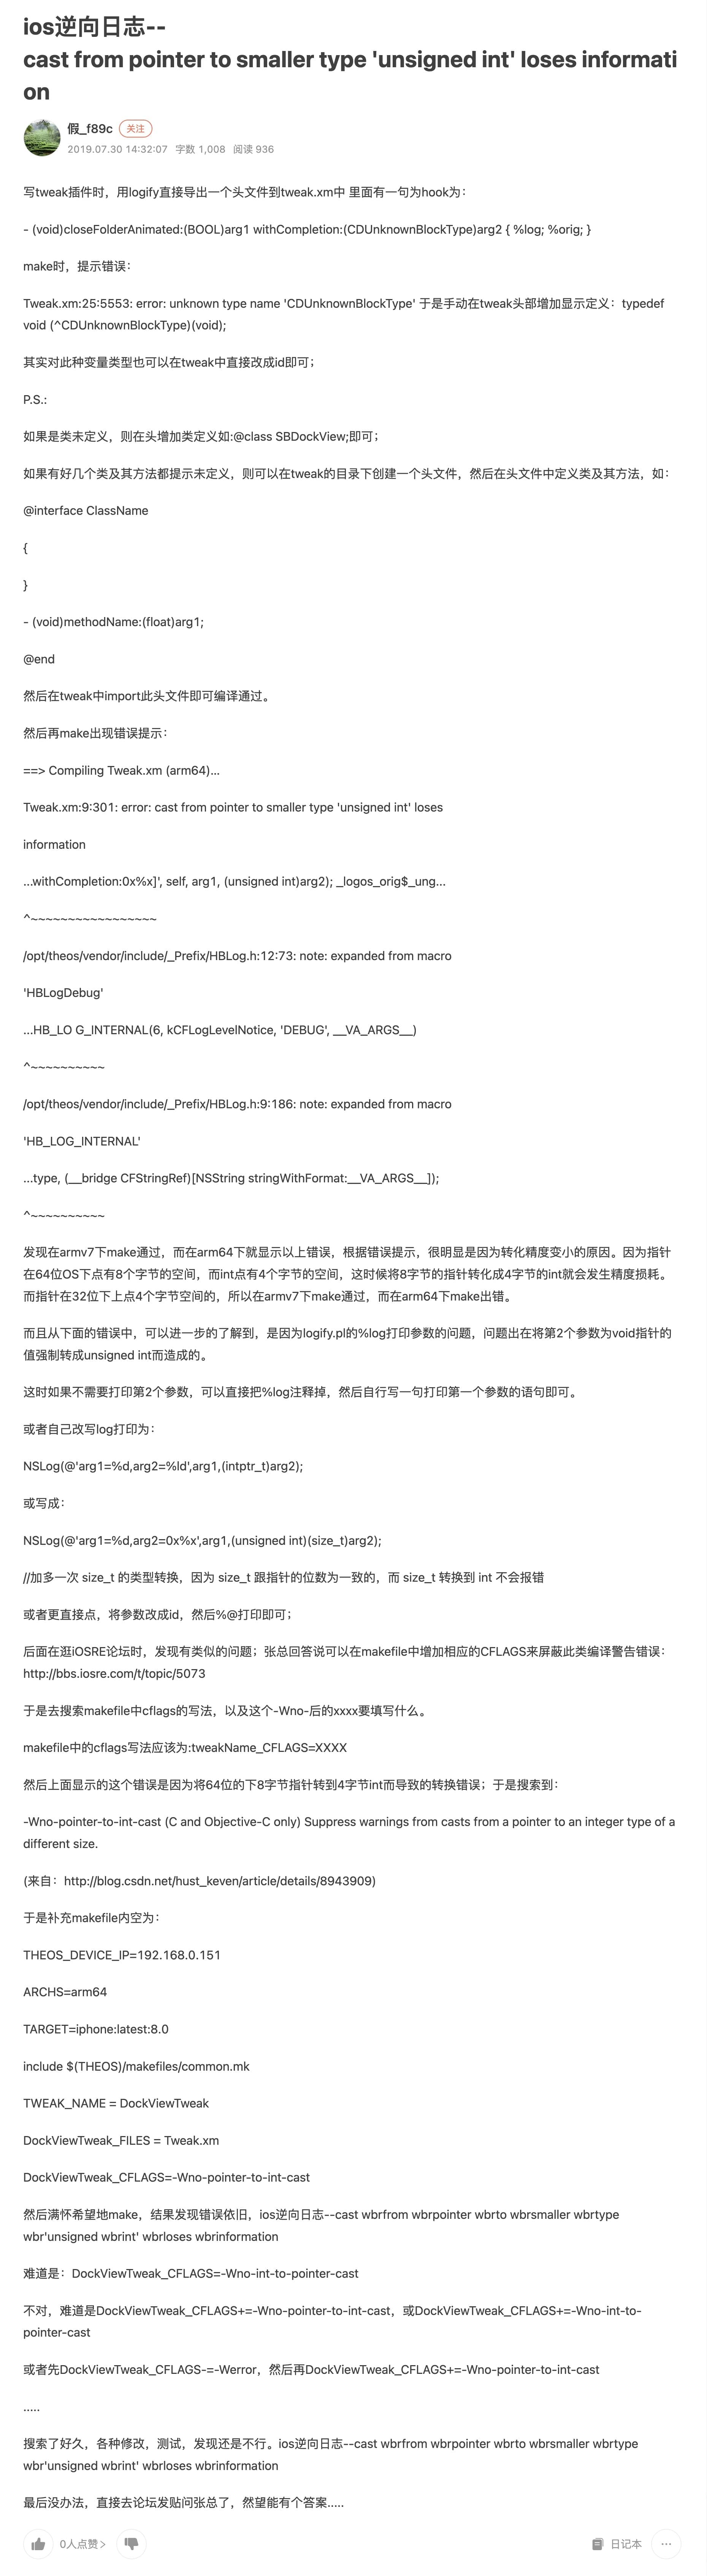 ios逆向日志--
cast from pointer to smaller type 'unsigned int' loses informati
on
假_f89c 关注
2019.07.30 14:32:07 字数 1,008 阅读 936
写tweak插件时，用logify直接导出一个头文件到tweak.xm中 里面有一句为hook为：
- (void)closeFolderAnimated:(BOOL)arg1 withCompletion:(CDUnknownBlockType)arg2 { %log; %orig; }
make时，提示错误：
Tweak.xm:25:5553: error: unknown type name 'CDUnknownBlockType' 于是手动在tweak头部增加显示定义：typedef
void (^CDUnknownBlockType)(void);
其实对此种变量类型也可以在tweak中直接改成id即可；
P.S.:
如果是类未定义，则在头增加类定义如:@class SBDockView;即可；
如果有好几个类及其方法都提示未定义，则可以在tweak的目录下创建一个头文件，然后在头文件中定义类及其方法，如：
@interface ClassName
{
}
- (void)methodName:(float)arg1;
@end
然后在tweak中import此头文件即可编译通过。
然后再make出现错误提示：
==> Compiling Tweak.xm (arm64)...
Tweak.xm:9:301: error: cast from pointer to smaller type 'unsigned int' loses
information
...withCompletion:0x%x]', self, arg1, (unsigned int)arg2); _logos_orig$_ung...
^~~~~~~~~~~~~~~~~~
/opt/theos/vendor/include/_Prefix/HBLog.h:12:73: note: expanded from macro
'HBLogDebug'
...HB_LO G_INTERNAL(6, kCFLogLevelNotice, 'DEBUG', __VA_ARGS__)
^~~~~~~~~~~
/opt/theos/vendor/include/_Prefix/HBLog.h:9:186: note: expanded from macro
'HB_LOG_INTERNAL'
...type, (__bridge CFStringRef)[NSString stringWithFormat:__VA_ARGS__]);
^~~~~~~~~~~
发现在armv7下make通过，而在arm64下就显示以上错误，根据错误提示，很明显是因为转化精度变小的原因。因为指针
在64位OS下点有8个字节的空间，而int点有4个字节的空间，这时候将8字节的指针转化成4字节的int就会发生精度损耗。
而指针在32位下上点4个字节空间的，所以在armv7下make通过，而在arm64下make出错。
而且从下面的错误中，可以进一步的了解到，是因为logify.pl的%log打印参数的问题，问题出在将第2个参数为void指针的
值强制转成unsigned int而造成的。
这时如果不需要打印第2个参数，可以直接把%log注释掉，然后自行写一句打印第一个参数的语句即可。
或者自己改写log打印为：
NSLog(@'arg1=%d,arg2=%ld',arg1,(intptr_t)arg2);
或写成：
NSLog(@'arg1=%d,arg2=0x%x',arg1,(unsigned int)(size_t)arg2);
//加多一次 size_t 的类型转换，因为 size_t 跟指针的位数为一致的，而 size_t 转换到 int 不会报错
或者更直接点，将参数改成id，然后%@打印即可；
后面在逛iOSRE论坛时，发现有类似的问题；张总回答说可以在makefile中增加相应的CFLAGS来屏蔽此类编译警告错误：
http://bbs.iosre.com/t/topic/5073
于是去搜索makefile中cflags的写法，以及这个-Wno-后的xxxx要填写什么。
makefile中的cflags写法应该为:tweakName_CFLAGS=XXXX
然后上面显示的这个错误是因为将64位的下8字节指针转到4字节int而导致的转换错误；于是搜索到：
-Wno-pointer-to-int-cast (C and Objective-C only) Suppress warnings from casts from a pointer to an integer type of a
different size.
(来自：http://blog.csdn.net/hust_keven/article/details/8943909)
于是补充makefile内空为：
THEOS_DEVICE_IP=192.168.0.151
ARCHS=arm64
TARGET=iphone:latest:8.0
include $(THEOS)/makefiles/common.mk
TWEAK_NAME = DockViewTweak
DockViewTweak_FILES = Tweak.xm
DockViewTweak_CFLAGS=-Wno-pointer-to-int-cast
然后满怀希望地make，结果发现错误依旧，ios逆向日志--cast wbrfrom wbrpointer wbrto wbrsmaller wbrtype
wbr'unsigned wbrint' wbrloses wbrinformation
难道是：DockViewTweak_CFLAGS=-Wno-int-to-pointer-cast
不对，难道是DockViewTweak_CFLAGS+=-Wno-pointer-to-int-cast，或DockViewTweak_CFLAGS+=-Wno-int-to-
pointer-cast
或者先DockViewTweak_CFLAGS-=-Werror，然后再DockViewTweak_CFLAGS+=-Wno-pointer-to-int-cast
.....
搜索了好久，各种修改，测试，发现还是不行。ios逆向日志--cast wbrfrom wbrpointer wbrto wbrsmaller wbrtype
wbr'unsigned wbrint' wbrloses wbrinformation
最后没办法，直接去论坛发贴问张总了，然望能有个答案.....
0人点赞> 日记本 ...